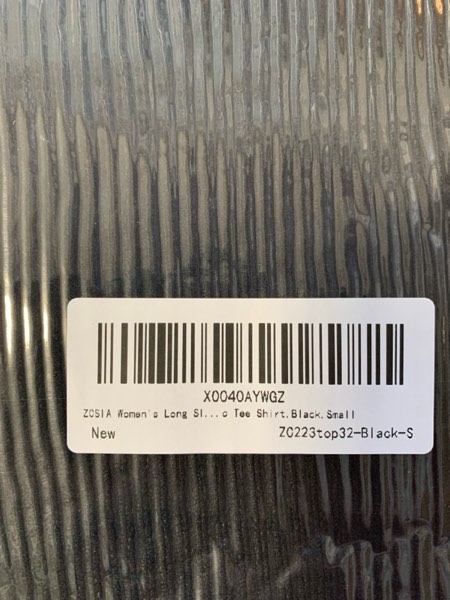 X0040AYWGZ
ZCSIA Women's Long Sl...c Tee Shirt,Black,Small
New ZC223top32-Black-S